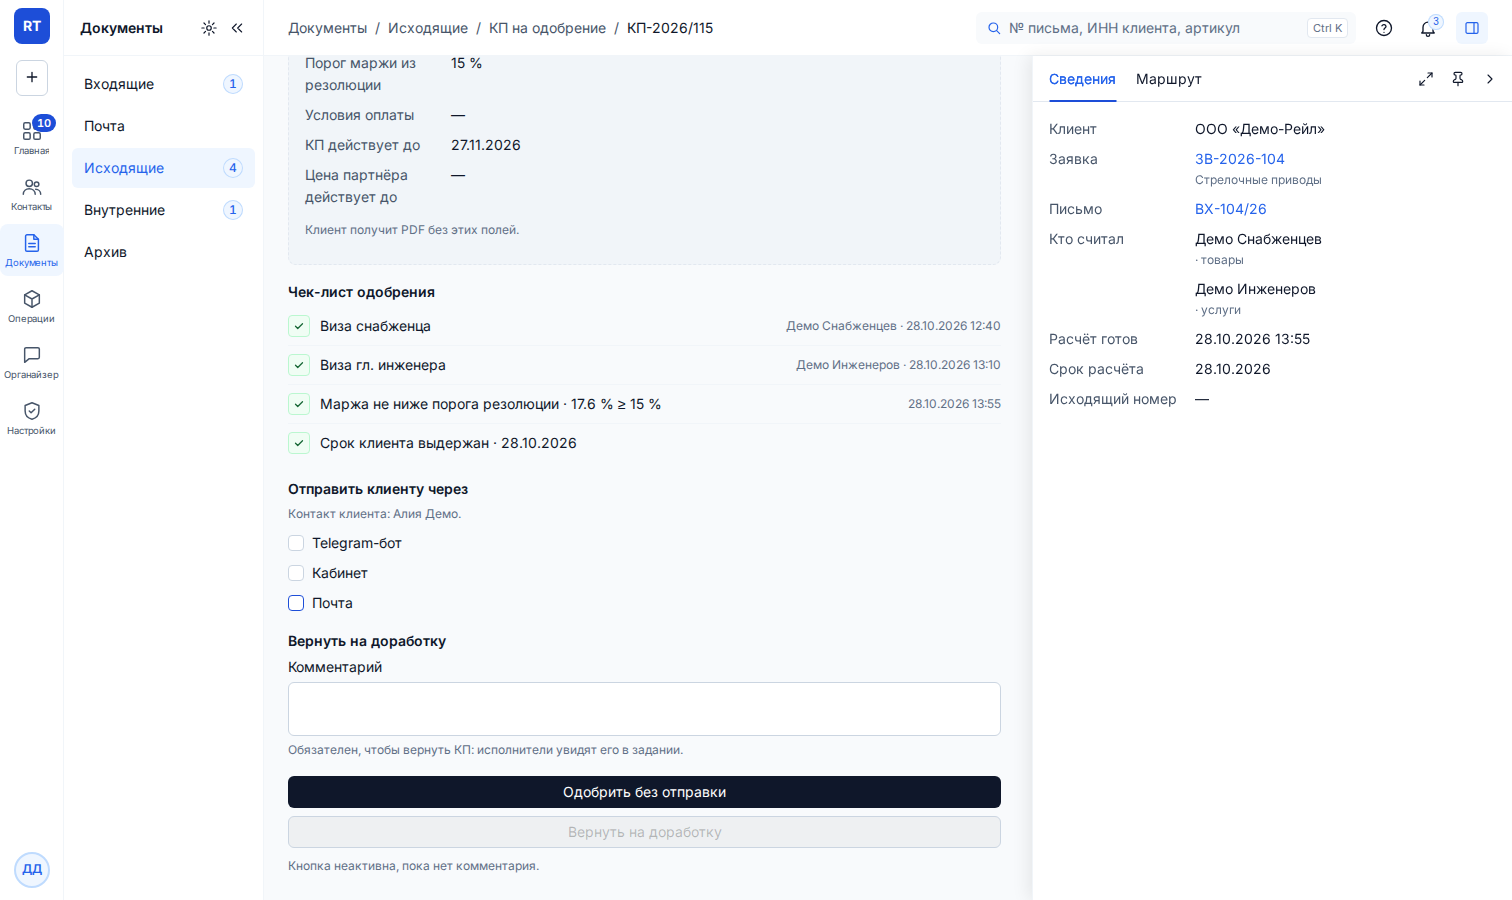 RT
Документы
Документы / Исходящие / КП на одобрение / КП-2026/115
№ письма, ИНН клиента, артикул
Ctrl K
3
10
Главная
Контакты
Документы
Операции
Органайзер
Настройки
ДД
Входящие 1
Почта
Исходящие 4
Внутренние 1
Архив
Порог маржи из 15 %
резолюции
Условия оплаты —
КП действует до 27.11.2026
Цена партнёра —
действует до
Клиент получит PDF без этих полей.
Чек-лист одобрения
Виза снабженца Демо Снабженцев · 28.10.2026 12:40
Виза гл. инженера Демо Инженеров · 28.10.2026 13:10
Маржа не ниже порога резолюции · 17.6 % ≥ 15 % 28.10.2026 13:55
Срок клиента выдержан · 28.10.2026
Отправить клиенту через
Контакт клиента: Алия Демо.
Telegram-бот
Кабинет
Почта
Вернуть на доработку
Комментарий
Обязателен, чтобы вернуть КП: исполнители увидят его в задании.
Одобрить без отправки
Вернуть на доработку
Кнопка неактивна, пока нет комментария.
Сведения Маршрут
Клиент ООО «Демо-Рейл»
Заявка ЗВ-2026-104
Стрелочные приводы
Письмо ВХ-104/26
Кто считал Демо Снабженцев
· товары
Демо Инженеров
· услуги
Расчёт готов 28.10.2026 13:55
Срок расчёта 28.10.2026
Исходящий номер —